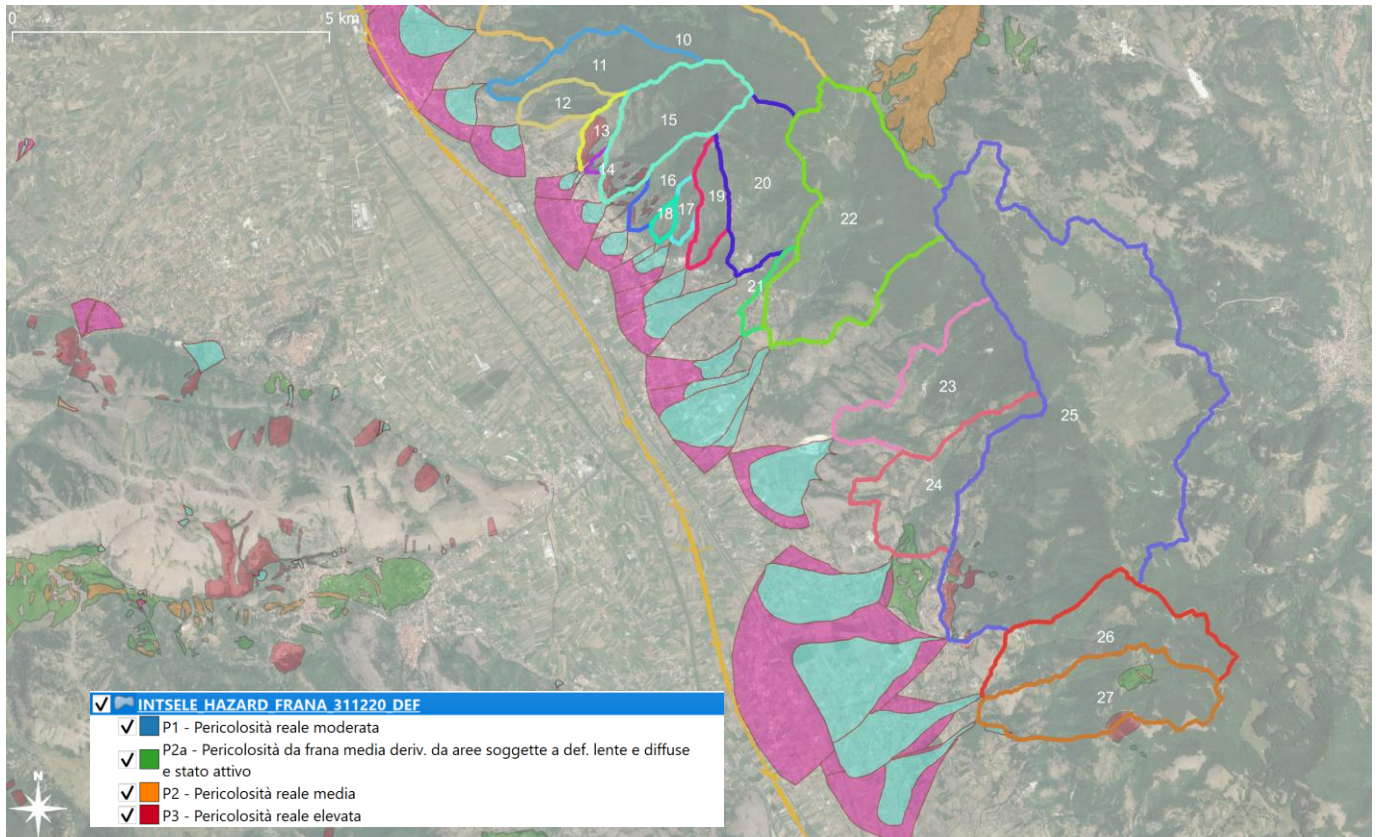 0 5 km
10
11
12
13
14
15
16
17
18
19
20
21
22
23
24
25
26
27
INTSELE_HAZARD_FRANA_311220_DEF
P1 - Pericolosità reale moderata
P2a - Pericolosità da frana media deriv. da aree soggette a def. lente e diffuse
e stato attivo
P2 - Pericolosità reale media
P3 - Pericolosità reale elevata
N